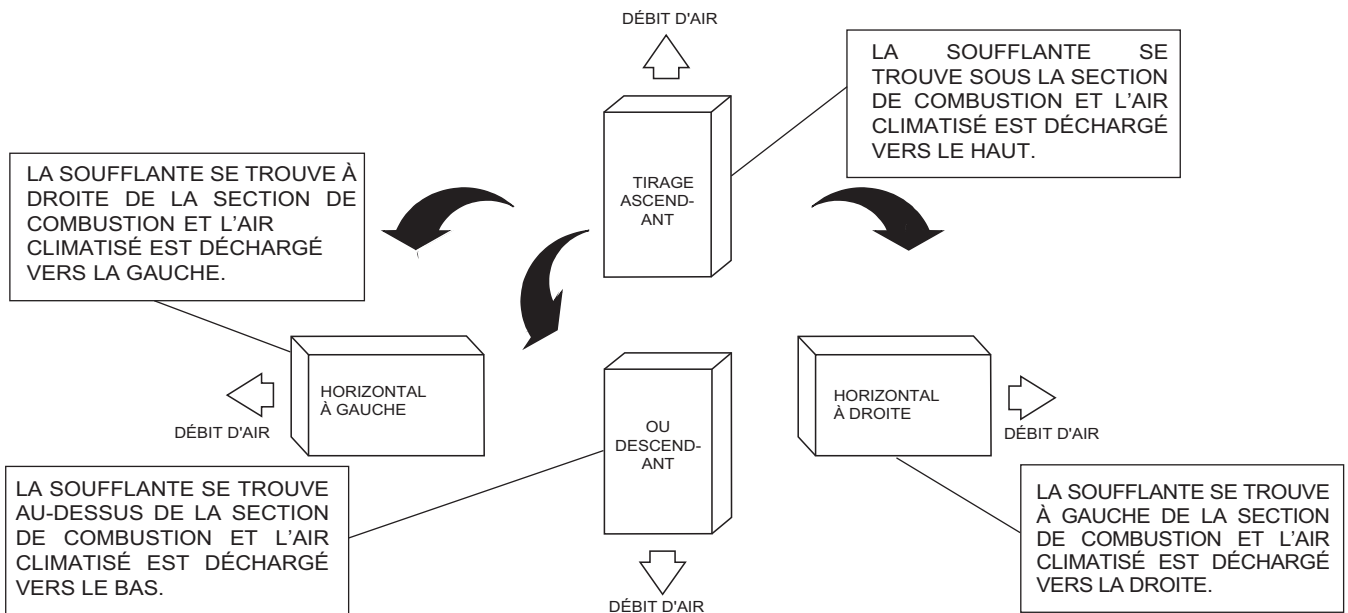 DÉBIT D'AIR
LA SOUFFLANTE SE
TROUVE SOUS LA SECTION
DE COMBUSTION ET L'AIR
CLIMATISÉ EST DÉCHARGÉ
VERS LE HAUT.
LA SOUFFLANTE SE TROUVE À
DROITE DE LA SECTION DE
COMBUSTION ET L'AIR
CLIMATISÉ EST DÉCHARGÉ
VERS LA GAUCHE.
TIRAGE
ASCEND-
ANT
HORIZONTAL
À GAUCHE
DÉBIT D'AIR
OU
DESCEND-
ANT
HORIZONTAL
À DROITE
DÉBIT D'AIR
LA SOUFFLANTE SE TROUVE
AU-DESSUS DE LA SECTION
DE COMBUSTION ET L'AIR
CLIMATISÉ EST DÉCHARGÉ
VERS LE BAS.
DÉBIT D'AIR
LA SOUFFLANTE SE TROUVE
À GAUCHE DE LA SECTION
DE COMBUSTION ET L'AIR
CLIMATISÉ EST DÉCHARGÉ
VERS LA DROITE.